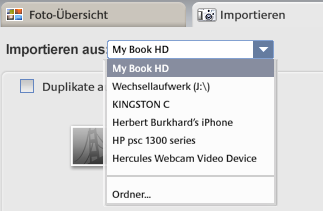 Foto-Übersicht
Importieren
Importieren aus:
My Book HD
My Book HD
Wechsellaufwerk (J:\)
KINGSTON C
Duplikate a
Herbert Burkhard's iPhone
HP psc 1300 series
Hercules Webcam Video Device
Ordner...